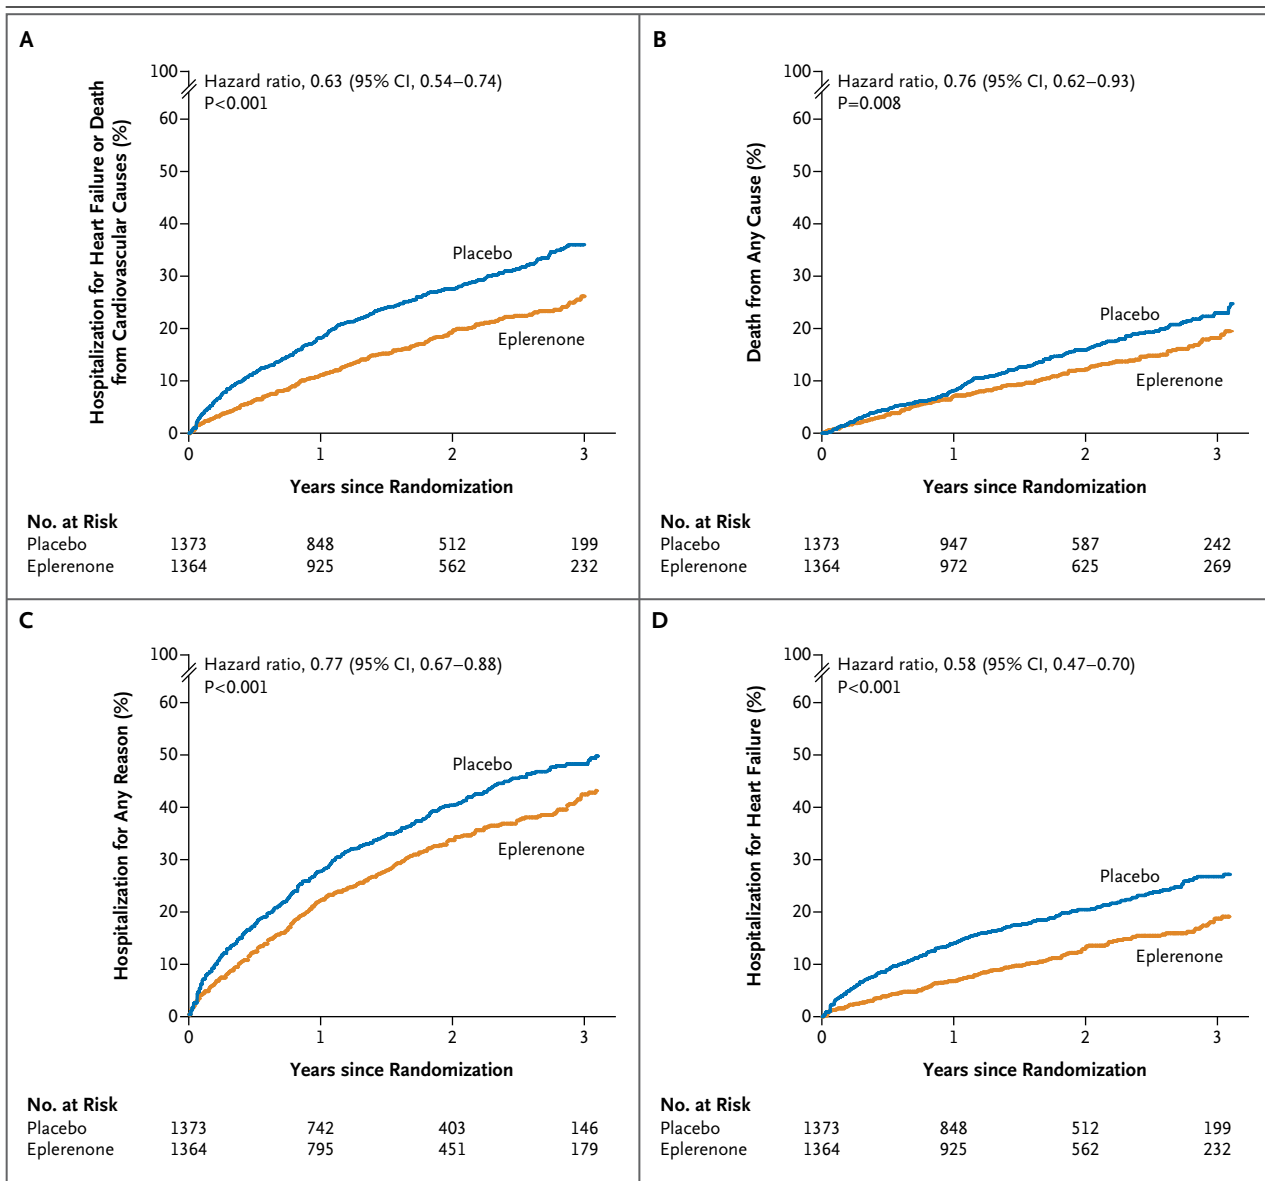 A
Hospitalization for Heart Failure or Death
from Cardiovascular Causes (%)
100
60
50
40
30
20
10
0
Hazard ratio, 0.63 (95% CI, 0.54–0.74)
P<0.001
Placebo
Eplerenone
0 1 2 3
Years since Randomization
No. at Risk
Placebo 1373 848 512 199
Eplerenone 1364 925 562 232
B
Death from Any Cause (%)
100
60
50
40
30
20
10
0
Hazard ratio, 0.76 (95% CI, 0.62–0.93)
P=0.008
Placebo
Eplerenone
0 1 2 3
Years since Randomization
No. at Risk
Placebo 1373 947 587 242
Eplerenone 1364 972 625 269
C
Hospitalization for Any Reason (%)
100
60
50
40
30
20
10
0
Hazard ratio, 0.77 (95% CI, 0.67–0.88)
P<0.001
Placebo
Eplerenone
0 1 2 3
Years since Randomization
No. at Risk
Placebo 1373 742 403 146
Eplerenone 1364 795 451 179
D
Hospitalization for Heart Failure (%)
100
60
50
40
30
20
10
0
Hazard ratio, 0.58 (95% CI, 0.47–0.70)
P<0.001
Placebo
Eplerenone
0 1 2 3
Years since Randomization
No. at Risk
Placebo 1373 848 512 199
Eplerenone 1364 925 562 232